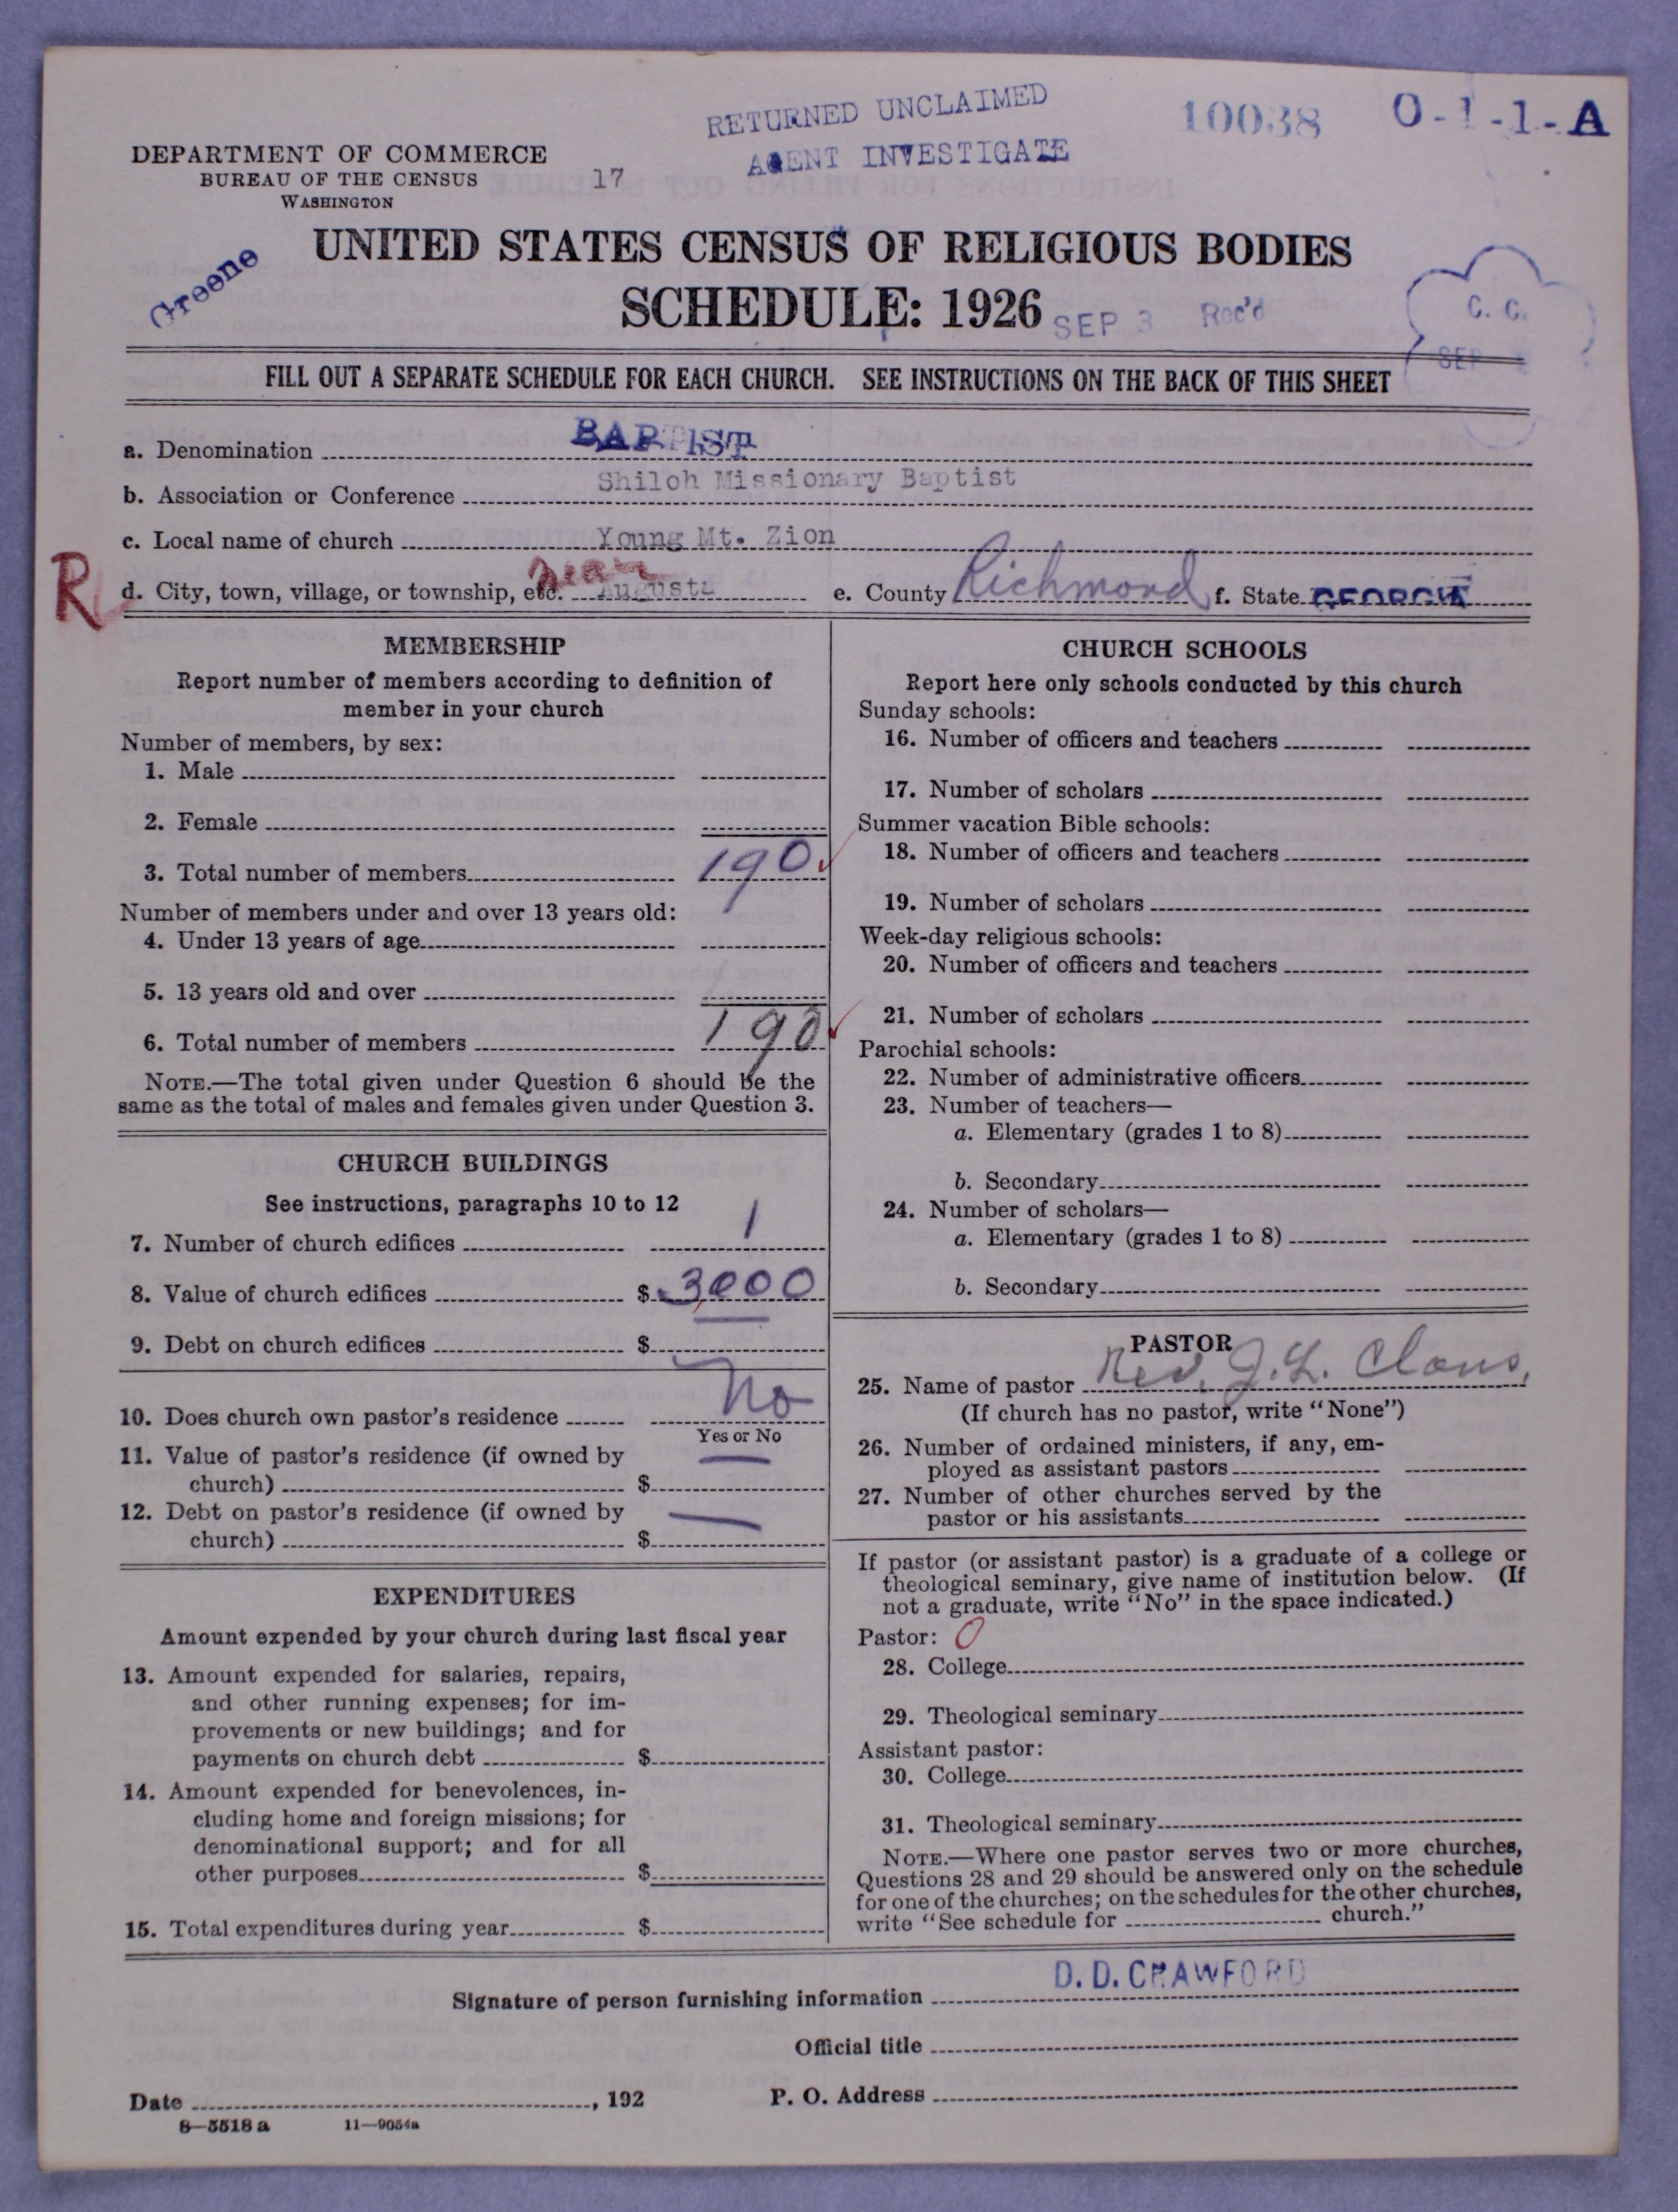 RETURNED UNCLAIMED
AGENT INVESTIGATE
10038
O-1-1-A
DEPARTMENT OF COMMERCE
BUREAU OF THE CENSUS
WASHINGTON
17
Greene
UNITED STATES CENSUS OF RELIGIOUS BODIES
SCHEDULE: 1926
SEP 3 Rec'd
C. C.
SEP
FILL OUT A SEPARATE SCHEDULE FOR EACH CHURCH. SEE INSTRUCTIONS ON THE BACK OF THIS SHEET
a. Denomination BAPTIST
b. Association or Conference Shiloh Missionary Baptist
c. Local name of church Young Mt. Zion
R
d. City, town, village, or township, etc. near Augusta e. County Richmond f. State GEORGIA
MEMBERSHIP
Report number of members according to definition of
member in your church
Number of members, by sex:
1. Male
2. Female
3. Total number of members 190
Number of members under and over 13 years old:
4. Under 13 years of age
5. 13 years old and over
6. Total number of members 190
NOTE.—The total given under Question 6 should be the
same as the total of males and females given under Question 3.
CHURCH BUILDINGS
See instructions, paragraphs 10 to 12
7. Number of church edifices 1
8. Value of church edifices $ 3,000
9. Debt on church edifices $
10. Does church own pastor's residence No
Yes or No
11. Value of pastor's residence (if owned by
church) $ —
12. Debt on pastor's residence (if owned by
church) $ —
EXPENDITURES
Amount expended by your church during last fiscal year
13. Amount expended for salaries, repairs,
and other running expenses; for im-
provements or new buildings; and for
payments on church debt $
14. Amount expended for benevolences, in-
cluding home and foreign missions; for
denominational support; and for all
other purposes $
15. Total expenditures during year $
CHURCH SCHOOLS
Report here only schools conducted by this church
Sunday schools:
16. Number of officers and teachers
17. Number of scholars
Summer vacation Bible schools:
18. Number of officers and teachers
19. Number of scholars
Week-day religious schools:
20. Number of officers and teachers
21. Number of scholars
Parochial schools:
22. Number of administrative officers
23. Number of teachers—
a. Elementary (grades 1 to 8)
b. Secondary
24. Number of scholars—
a. Elementary (grades 1 to 8)
b. Secondary
PASTOR
25. Name of pastor Rev. J. L. Clans,
(If church has no pastor, write "None")
26. Number of ordained ministers, if any, em-
ployed as assistant pastors
27. Number of other churches served by the
pastor or his assistants
If pastor (or assistant pastor) is a graduate of a college or
theological seminary, give name of institution below. (If
not a graduate, write "No" in the space indicated.)
Pastor: 0
28. College
29. Theological seminary
Assistant pastor:
30. College
31. Theological seminary
NOTE.—Where one pastor serves two or more churches,
Questions 28 and 29 should be answered only on the schedule
for one of the churches; on the schedules for the other churches,
write "See schedule for church."
Signature of person furnishing information D. D. CRAWFORD
Official title
Date , 192 P. O. Address
8—5518 a 11—9054a